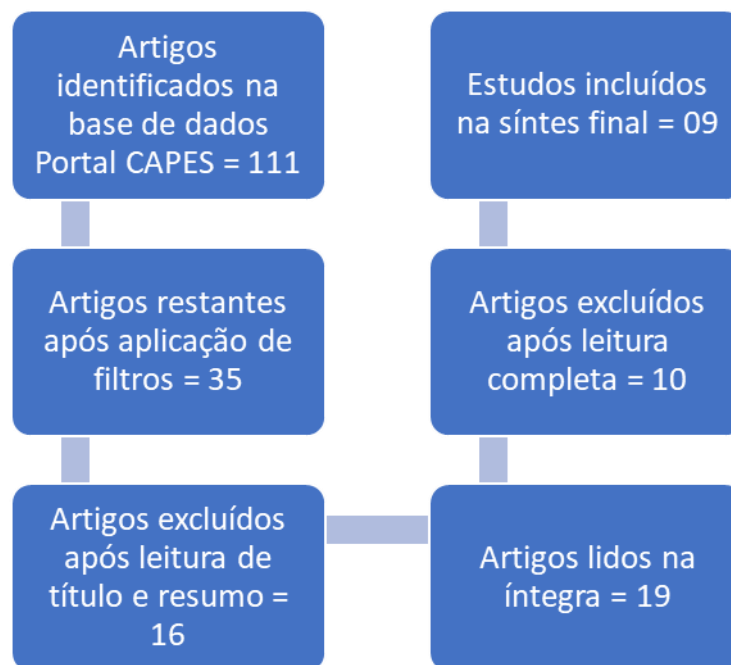 Artigos
identificados na
base de dados
Portal CAPES = 111
Artigos restantes
após aplicação de
filtros = 35
Artigos excluídos
após leitura de
título e resumo =
16
Artigos lidos na
íntegra = 19
Artigos excluídos
após leitura
completa = 10
Estudos incluídos
na síntes final = 09